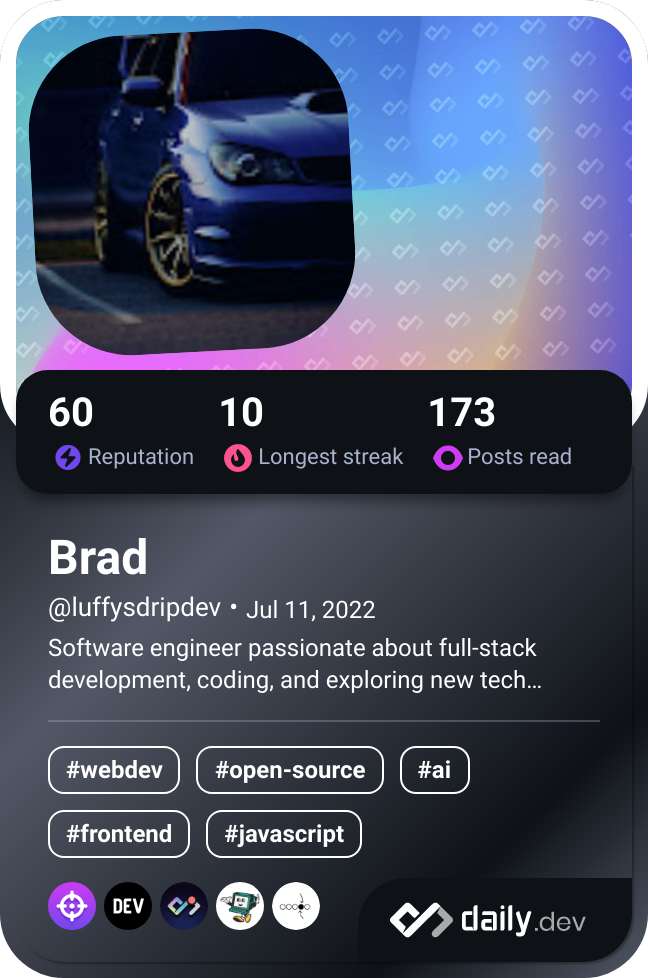 60 10 173
Reputation Longest streak Posts read
Brad
@luffysdripdev • Jul 11, 2022
Software engineer passionate about full-stack
development, coding, and exploring new tech…
#webdev #open-source #ai
#frontend #javascript
DEV daily.dev